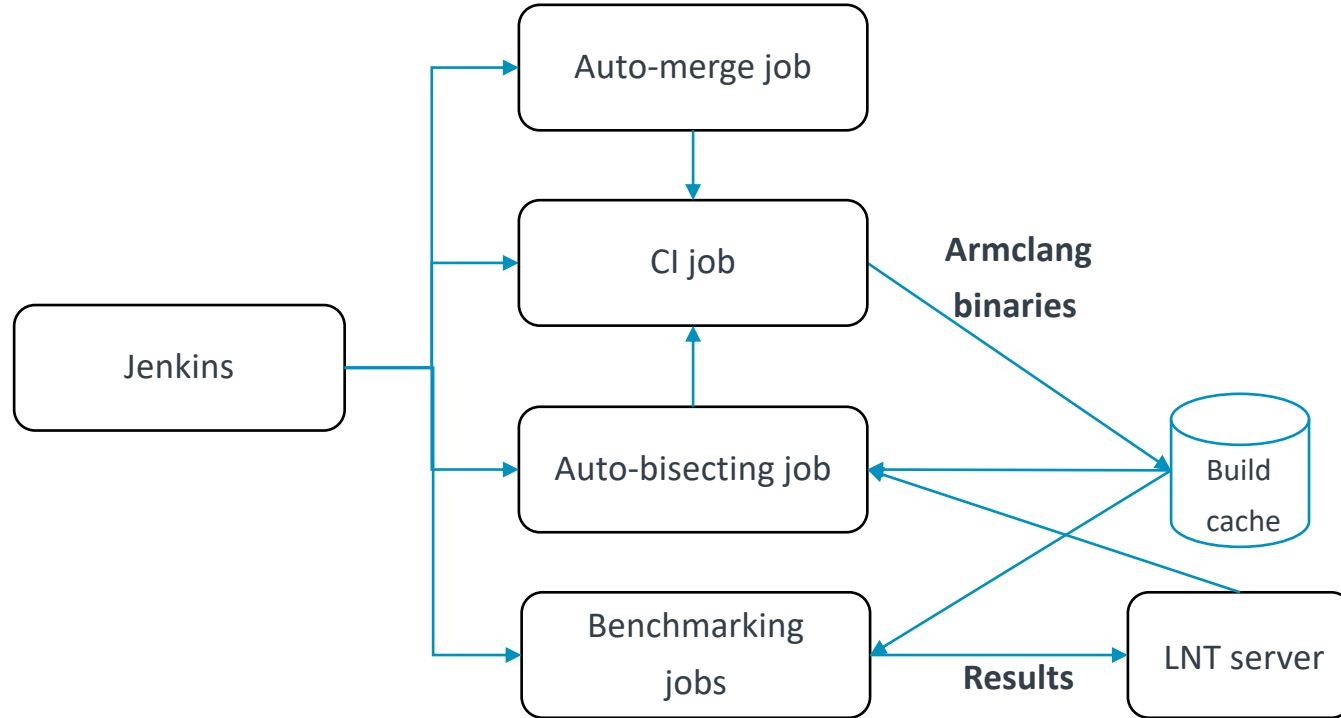 Auto-merge job
CI job
Armclang
binaries
Jenkins
Auto-bisecting job
Build
cache
Benchmarking
jobs
Results
LNT server